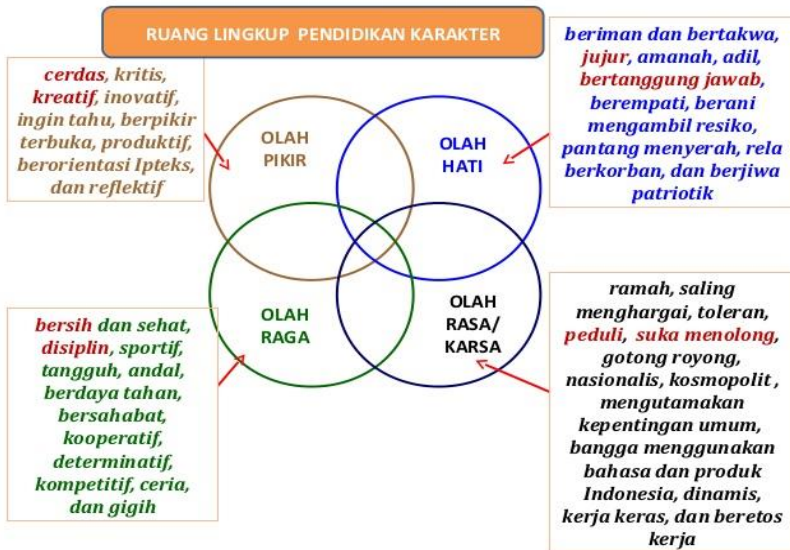 RUANG LINGKUP PENDIDIKAN KARAKTER
cerdas, kritis,
kreatif, inovatif,
ingin tahu, berpikir
terbuka, produktif,
berorientasi Ipteks,
dan reflektif
OLAH
PIKIR
OLAH
HATI
beriman dan bertakwa,
jujur, amanah, adil,
bertanggung jawab,
berempati, berani
mengambil resiko,
pantang menyerah, rela
berkorban, dan berjiwa
patriotik
bersih dan sehat,
disiplin, sportif,
tangguh, andal,
berdaya tahan,
bersahabat,
kooperatif,
determinatif,
kompetitif, ceria,
dan gigih
OLAH
RAGA
OLAH
RASA/
KARSA
ramah, saling
menghargai, toleran,
peduli, suka menolong,
gotong royong,
nasionalis, kosmopolit ,
mengutamakan
kepentingan umum,
bangga menggunakan
bahasa dan produk
Indonesia, dinamis,
kerja keras, dan beretos
kerja